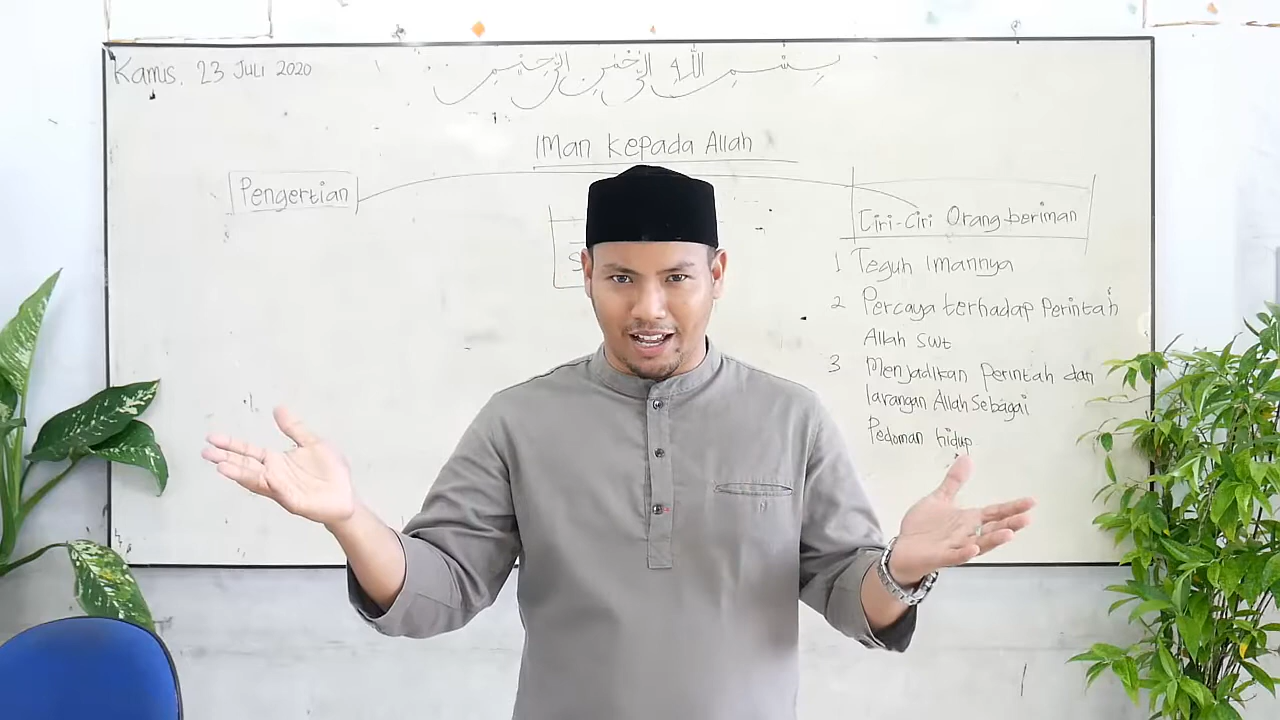 Kamis, 23 Juli 2020
بِسْمِ اللهِ الرَّحْمٰنِ الرَّحِيْمِ
Iman kepada Allah
Pengertian
Ciri-Ciri Orang beriman
1 Teguh Imannya
2 Percaya terhadap Perintah
Allah SWT
3 Menjadikan Perintah dan
larangan Allah Sebagai
Pedoman hidup